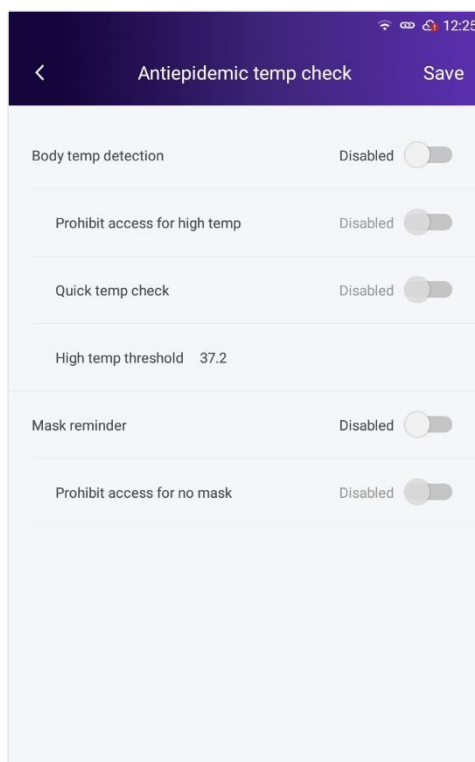 12:25
Antiepidemic temp check Save
Body temp detection Disabled
Prohibit access for high temp Disabled
Quick temp check Disabled
High temp threshold 37.2
Mask reminder Disabled
Prohibit access for no mask Disabled